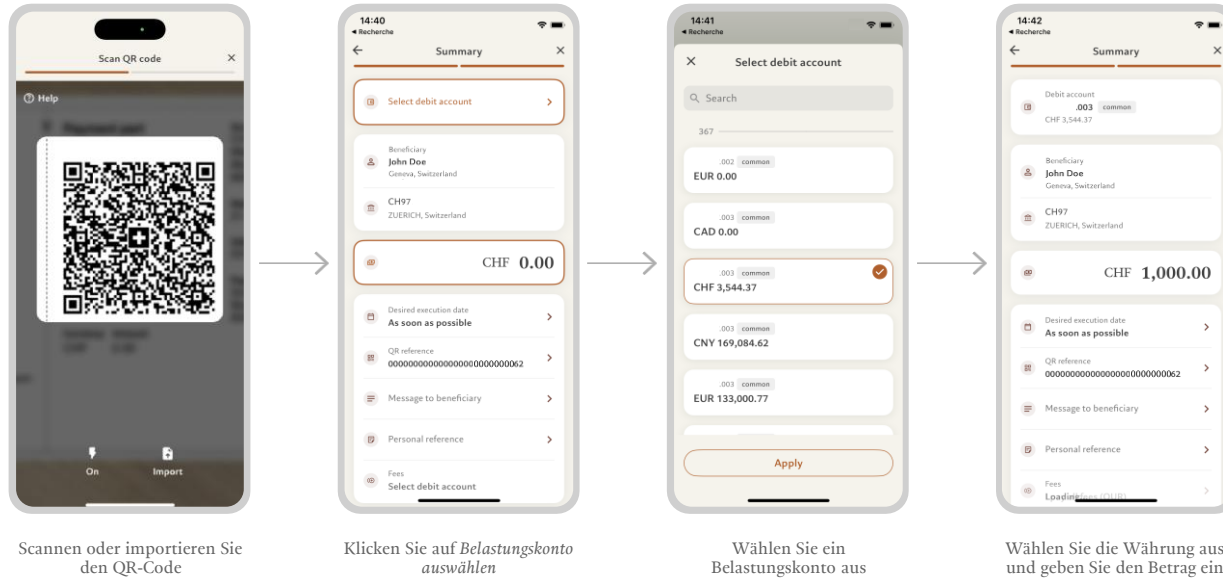 Scan QR code
Help
On
Import
Scannen oder importieren Sie
den QR-Code
14:40
Recherche
Summary
Select debit account
Beneficiary
John Doe
Geneva, Switzerland
CH97
ZUERICH, Switzerland
CHF 0.00
Desired execution date
As soon as possible
QR reference
Message to beneficiary
Personal reference
Fees
Select debit account
Klicken Sie auf Belastungskonto
auswählen
14:41
Recherche
Select debit account
Search
367
.002 common
EUR 0.00
.003 common
CAD 0.00
.003 common
CHF 3,544.37
.003 common
CNY 169,084.62
.003 common
EUR 133,000.77
Apply
Wählen Sie ein
Belastungskonto aus
14:42
Recherche
Summary
Debit account
.003 common
CHF 3,544.37
Beneficiary
John Doe
Geneva, Switzerland
CH97
ZUERICH, Switzerland
CHF 1,000.00
Desired execution date
As soon as possible
QR reference
Message to beneficiary
Personal reference
Fees
Wählen Sie die Währung aus
und geben Sie den Betrag ein